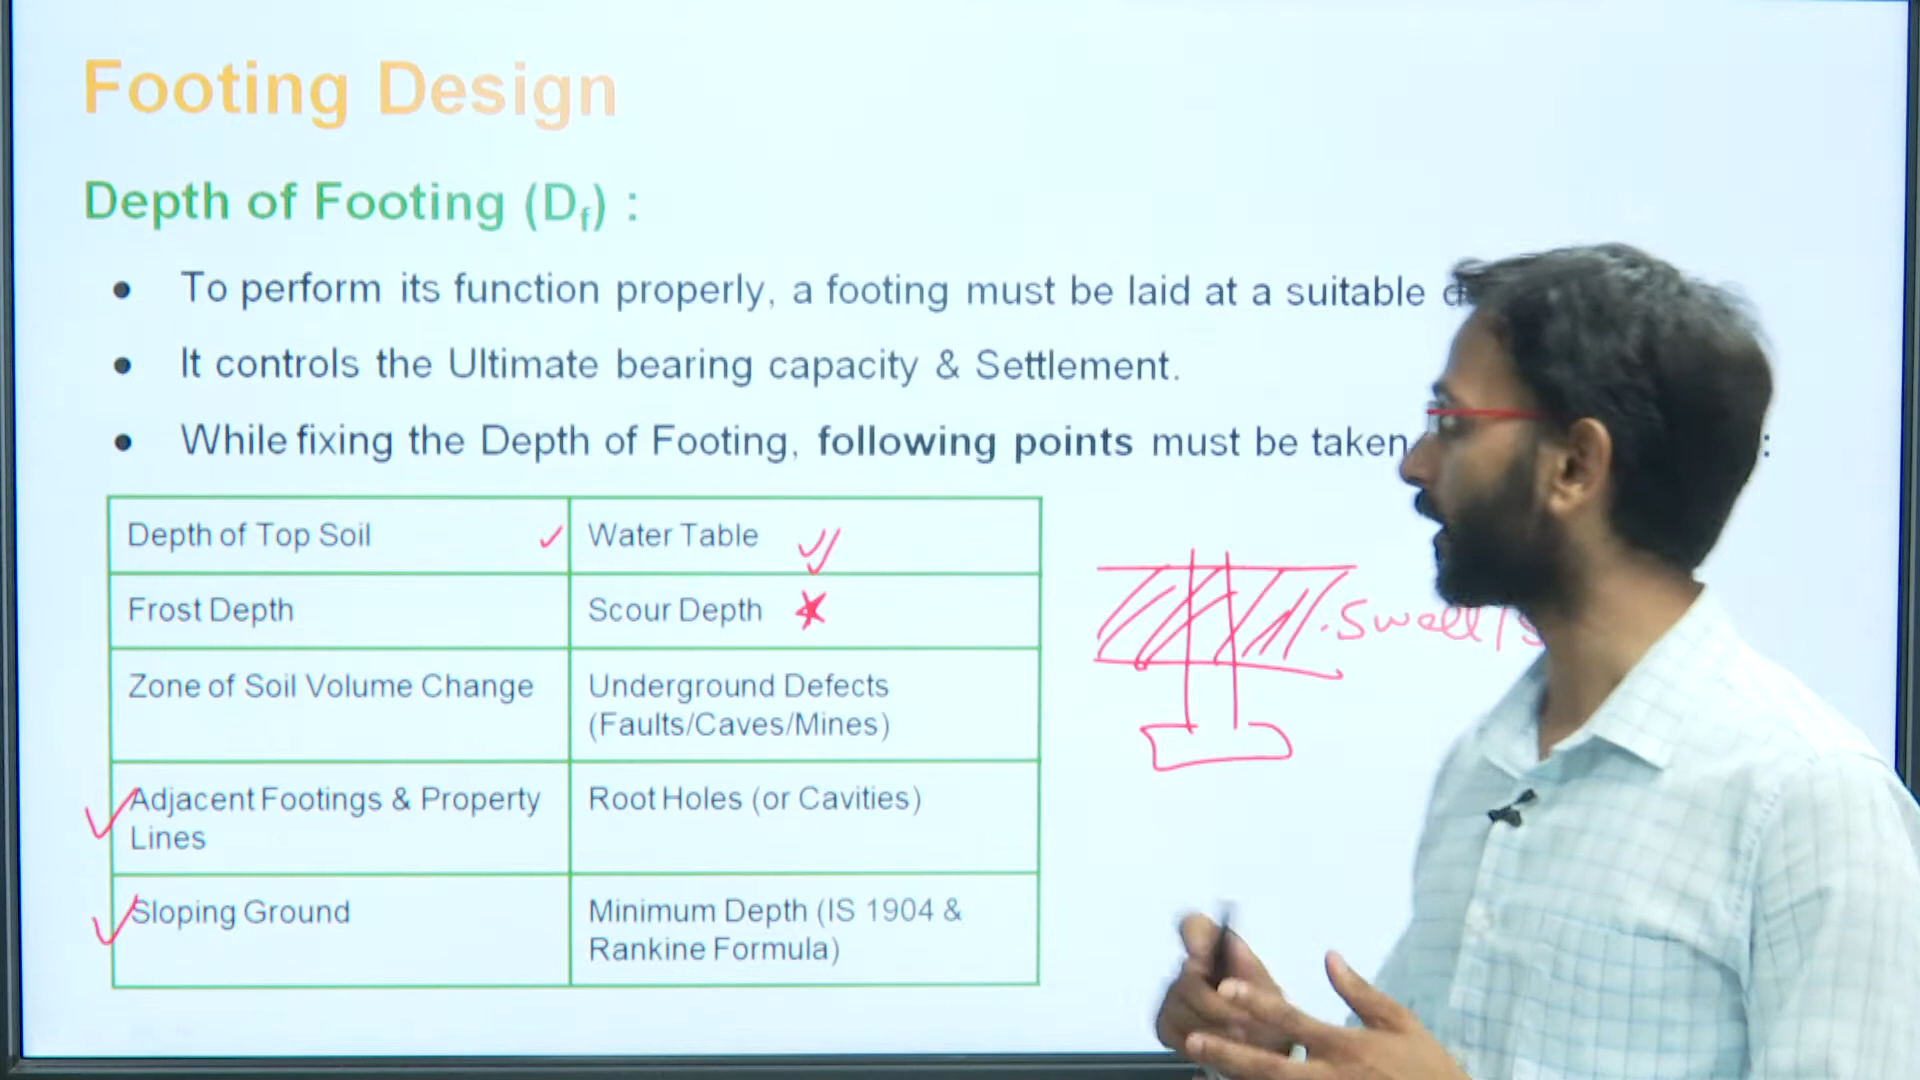 Footing Design
Depth of Footing (Df) :
● To perform its function properly, a footing must be laid at a suitable
● It controls the Ultimate bearing capacity & Settlement.
● While fixing the Depth of Footing, following points must be taken :
Depth of Top Soil
Water Table
Frost Depth
Scour Depth
Zone of Soil Volume Change
Underground Defects
(Faults/Caves/Mines)
Adjacent Footings & Property
Lines
Root Holes (or Cavities)
Sloping Ground
Minimum Depth (IS 1904 &
Rankine Formula)
Swell/S